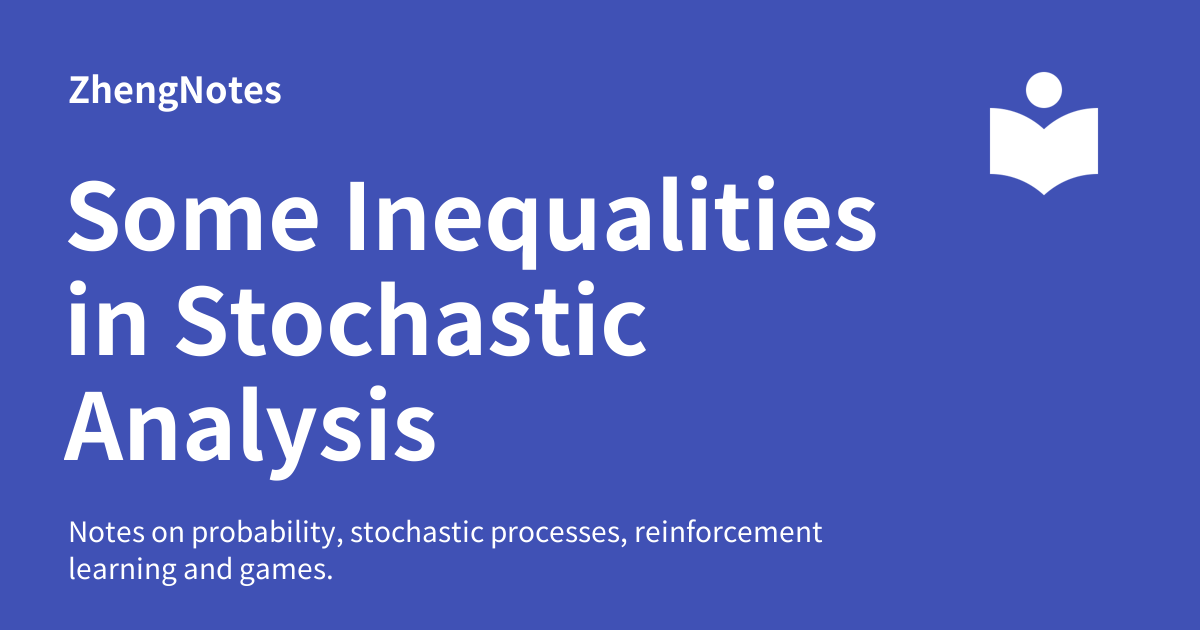 ZhengNotes
Some Inequalities
in Stochastic
Analysis
Notes on probability, stochastic processes, reinforcement
learning and games.